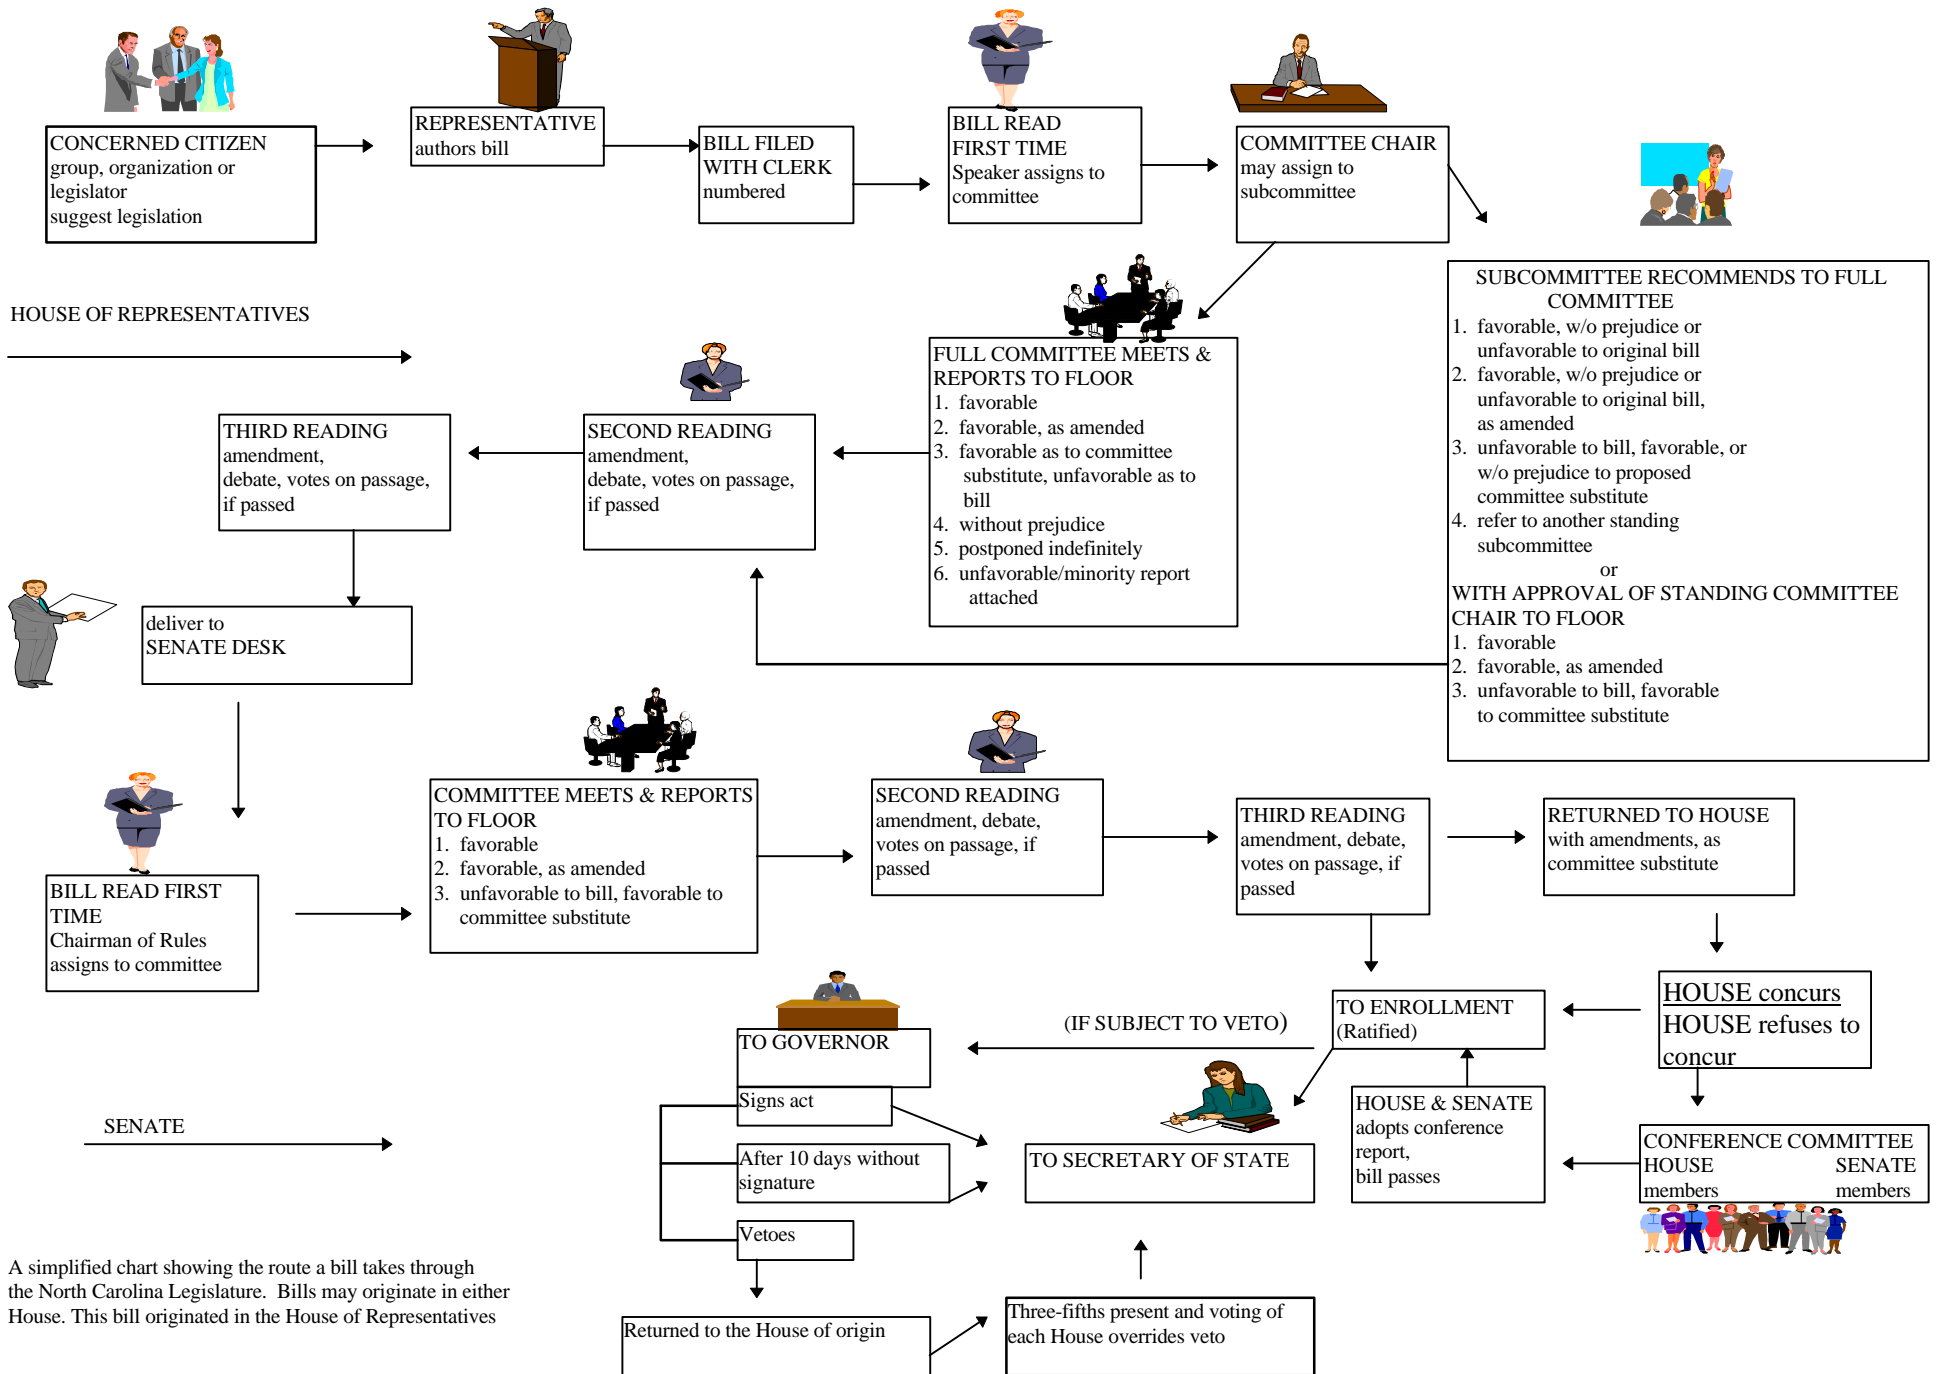 CONCERNED CITIZEN
group, organization or
legislator
suggest legislation
REPRESENTATIVE
authors bill
BILL FILED
WITH CLERK
numbered
BILL READ
FIRST TIME
Speaker assigns to
committee
COMMITTEE CHAIR
may assign to
subcommittee
HOUSE OF REPRESENTATIVES
SUBCOMMITTEE RECOMMENDS TO FULL
COMMITTEE
1. favorable, w/o prejudice or
unfavorable to original bill
2. favorable, w/o prejudice or
unfavorable to original bill,
as amended
3. unfavorable to bill, favorable, or
w/o prejudice to proposed
committee substitute
4. refer to another standing
subcommittee
or
WITH APPROVAL OF STANDING COMMITTEE
CHAIR TO FLOOR
1. favorable
2. favorable, as amended
3. unfavorable to bill, favorable
to committee substitute
FULL COMMITTEE MEETS &
REPORTS TO FLOOR
1. favorable
2. favorable, as amended
3. favorable as to committee
substitute, unfavorable as to
bill
4. without prejudice
5. postponed indefinitely
6. unfavorable/minority report
attached
SECOND READING
amendment,
debate, votes on passage,
if passed
THIRD READING
amendment,
debate, votes on passage,
if passed
deliver to
SENATE DESK
BILL READ FIRST
TIME
Chairman of Rules
assigns to committee
COMMITTEE MEETS & REPORTS
TO FLOOR
1. favorable
2. favorable, as amended
3. unfavorable to bill, favorable to
committee substitute
SECOND READING
amendment, debate,
votes on passage, if
passed
THIRD READING
amendment, debate,
votes on passage, if
passed
RETURNED TO HOUSE
with amendments, as
committee substitute
HOUSE concurs
HOUSE refuses to
concur
TO ENROLLMENT
(Ratified)
(IF SUBJECT TO VETO)
TO GOVERNOR
Signs act
After 10 days without
signature
Vetoes
SENATE
TO SECRETARY OF STATE
HOUSE & SENATE
adopts conference
report,
bill passes
CONFERENCE COMMITTEE
HOUSE SENATE
members members
A simplified chart showing the route a bill takes through
the North Carolina Legislature. Bills may originate in either
House. This bill originated in the House of Representatives
Returned to the House of origin
Three-fifths present and voting of
each House overrides veto